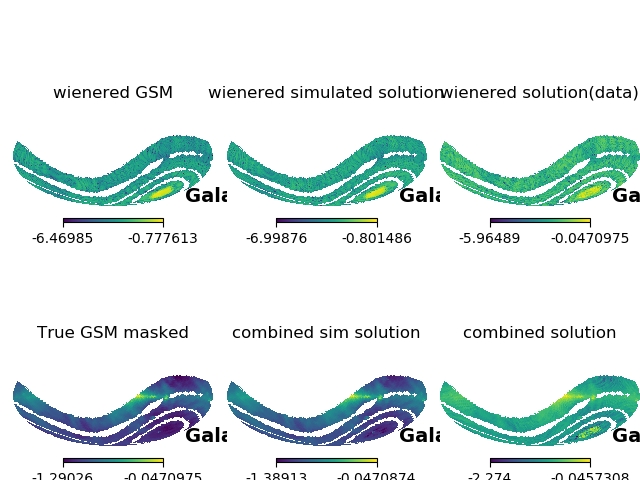 wienered GSM
wienered simulated solution
wienered solution(data)
Gala
Gala
Ga
-6.46985
-0.777613
-6.99876
-0.801486
-5.96489
-0.0470975
True GSM masked
combined sim solution
combined solution
Gala
Gala
Ga
-1.29026
-0.0470975
-1.38913
-0.0470874
-2.274
-0.0457308